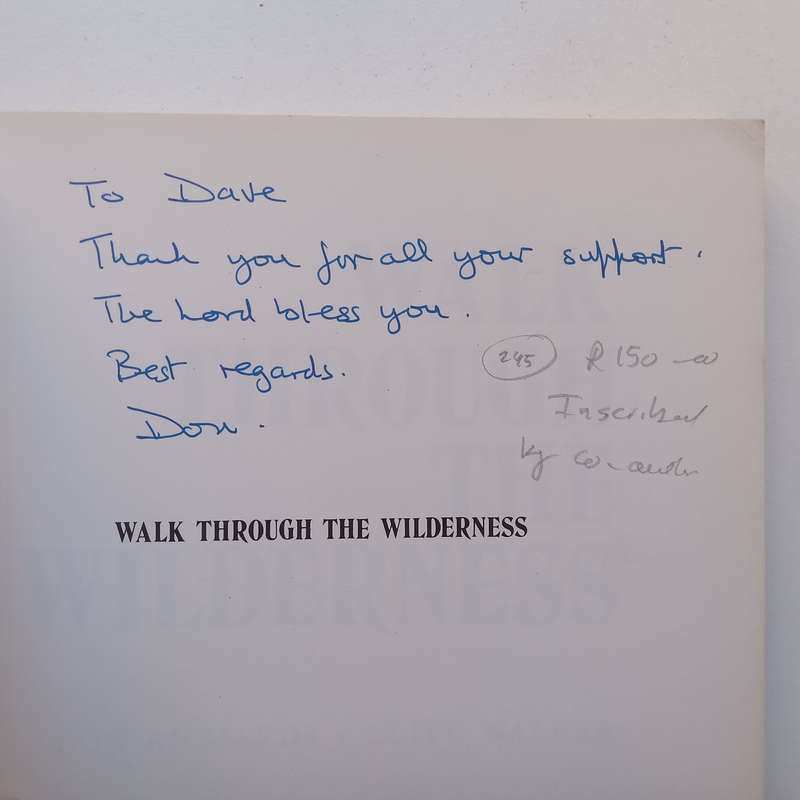 To Dave
Thank you for all your support.
The Lord bless you.
Best regards.
Don.
245 R150-00
Inscribed
by co-author
WALK THROUGH THE WILDERNESS